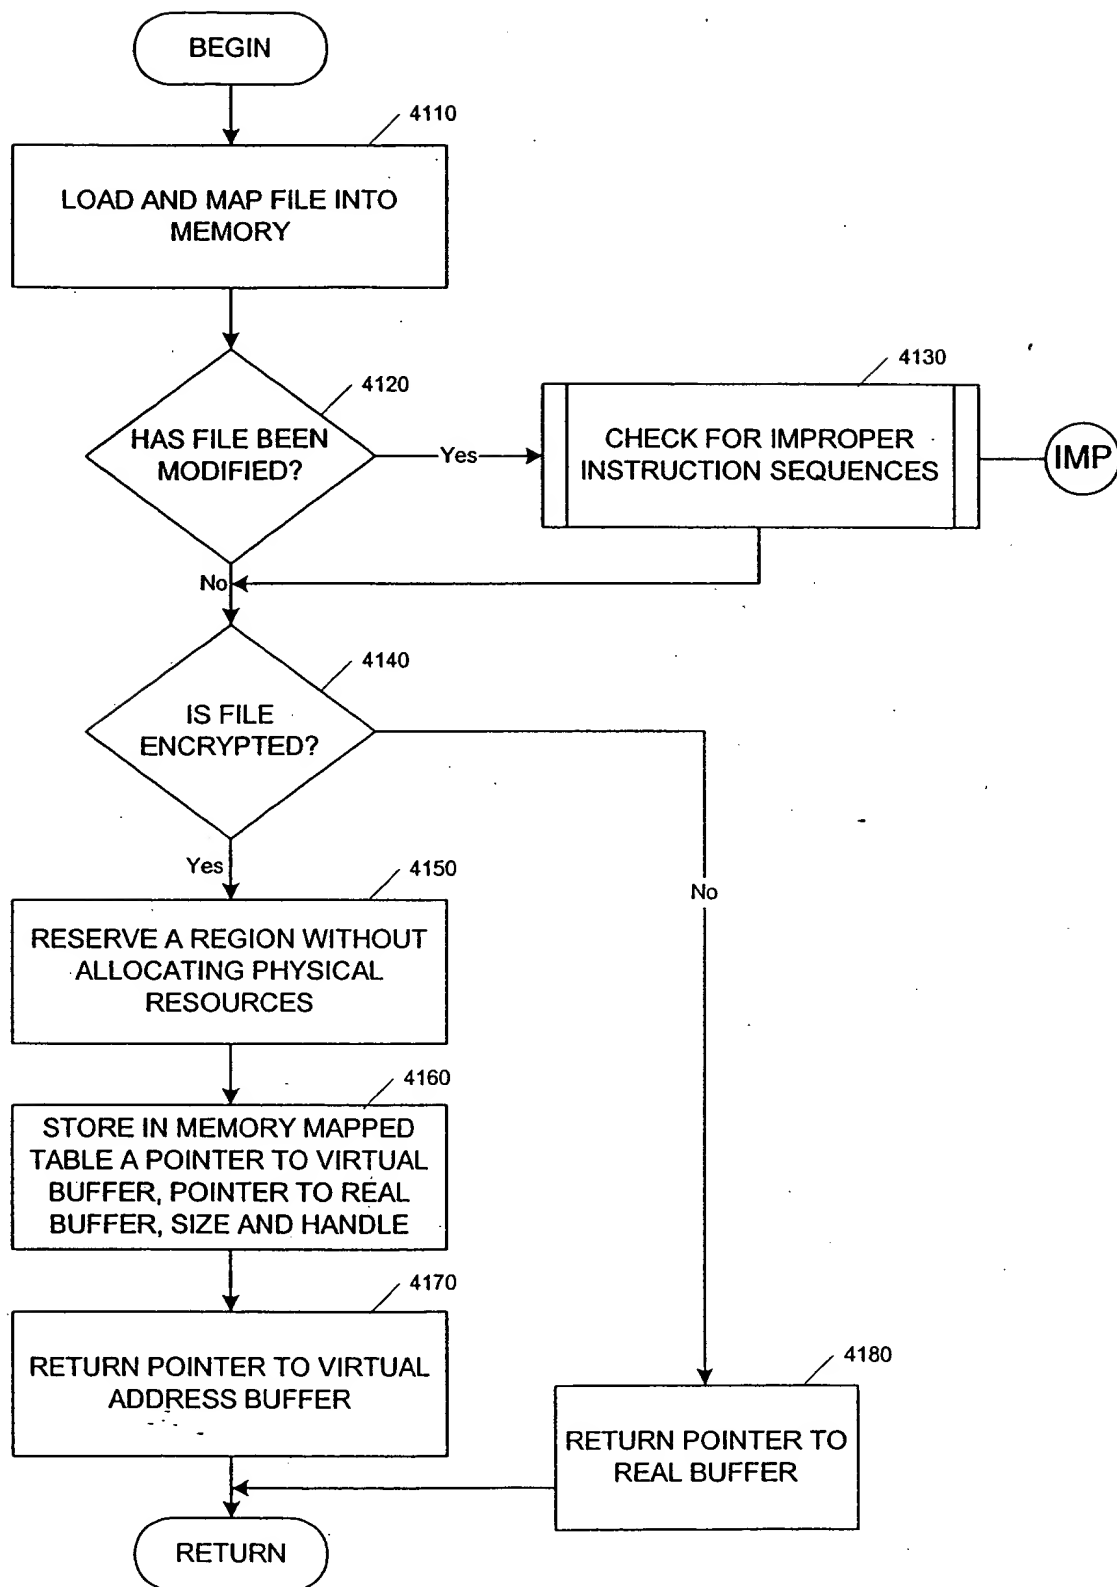 BEGIN
4110
LOAD AND MAP FILE INTO
MEMORY
4120
HAS FILE BEEN
MODIFIED?
Yes
4130
CHECK FOR IMPROPER
INSTRUCTION SEQUENCES
IMP
No
4140
IS FILE
ENCRYPTED?
Yes
No
4150
RESERVE A REGION WITHOUT
ALLOCATING PHYSICAL
RESOURCES
4160
STORE IN MEMORY MAPPED
TABLE A POINTER TO VIRTUAL
BUFFER, POINTER TO REAL
BUFFER, SIZE AND HANDLE
4170
RETURN POINTER TO VIRTUAL
ADDRESS BUFFER
4180
RETURN POINTER TO
REAL BUFFER
RETURN